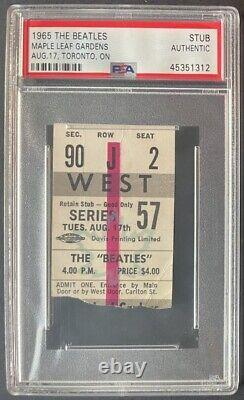 1965 THE BEATLES STUB
MAPLE LEAF GARDENS AUTHENTIC
AUG.17, TORONTO, ON PSA 45351312
SEC. ROW SEAT
90 J 2
WEST
Retain Stub — Good Only
SERIES 57
TUES. AUG. 17th
Davis Printing Limited
THE "BEATLES"
4.00 P.M. PRICE $4.00
ADMIT ONE. Entrance by Main
Door or by West Door, Carlton St.